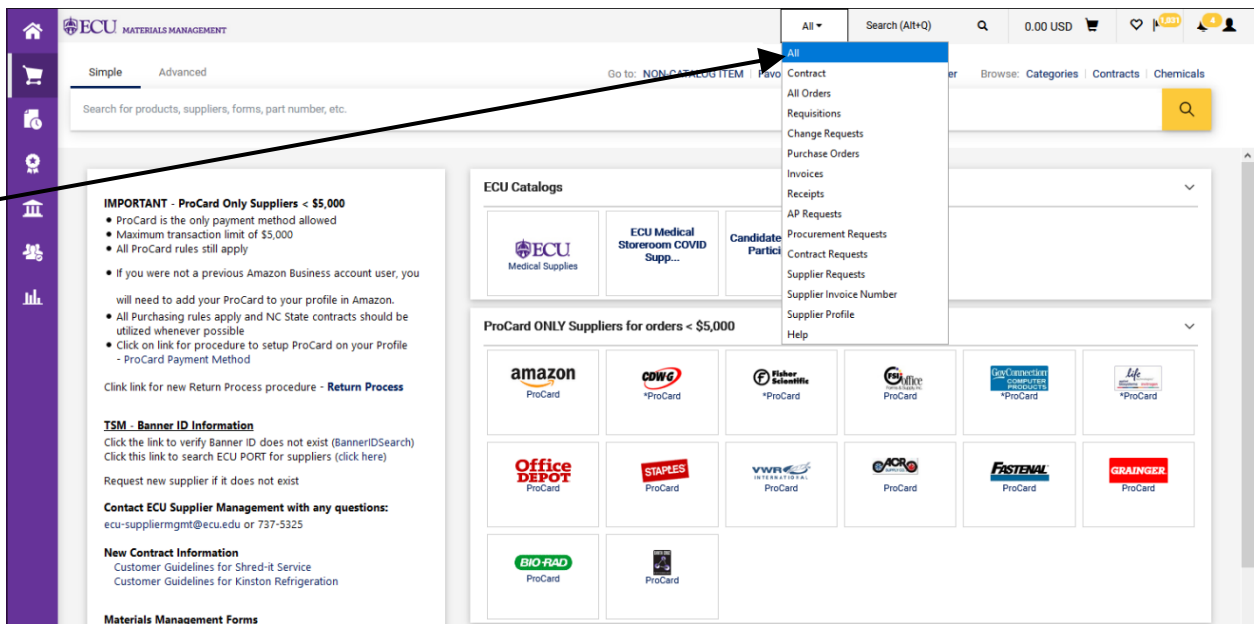 ECU MATERIALS MANAGEMENT
All
Search (Alt+Q)
0.00 USD
1,031
4
All
Contract
All Orders
Requisitions
Change Requests
Purchase Orders
Invoices
Receipts
AP Requests
Procurement Requests
Contract Requests
Supplier Requests
Supplier Invoice Number
Supplier Profile
Help
Simple Advanced
Go to: NON-CATALOG ITEM | Favo
er Browse: Categories | Contracts | Chemicals
Search for products, suppliers, forms, part number, etc.
IMPORTANT - ProCard Only Suppliers < $5,000
• ProCard is the only payment method allowed
• Maximum transaction limit of $5,000
• All ProCard rules still apply
• If you were not a previous Amazon Business account user, you
will need to add your ProCard to your profile in Amazon.
• All Purchasing rules apply and NC State contracts should be
utilized whenever possible
• Click on link for procedure to setup ProCard on your Profile
- ProCard Payment Method
Clink link for new Return Process procedure - Return Process
TSM - Banner ID Information
Click the link to verify Banner ID does not exist (BannerIDSearch)
Click this link to search ECU PORT for suppliers (click here)
Request new supplier if it does not exist
Contact ECU Supplier Management with any questions:
ecu-suppliermgmt@ecu.edu or 737-5325
New Contract Information
Customer Guidelines for Shred-it Service
Customer Guidelines for Kinston Refrigeration
Materials Management Forms
ECU Catalogs
ECU
Medical Supplies
ECU Medical
Storeroom COVID
Supp...
Candidate
Partici
ProCard ONLY Suppliers for orders < $5,000
amazon
ProCard
CDWG
*ProCard
Fisher
Scientific
*ProCard
FSIoffice
ProCard
GovConnection
COMPUTER
PRODUCTS
*ProCard
Life
*ProCard
Office
DEPOT
ProCard
STAPLES
ProCard
VWR
INTERNATIONAL
ProCard
ACR
ProCard
FASTENAL
ProCard
GRAINGER
ProCard
BIO-RAD
ProCard
ProCard